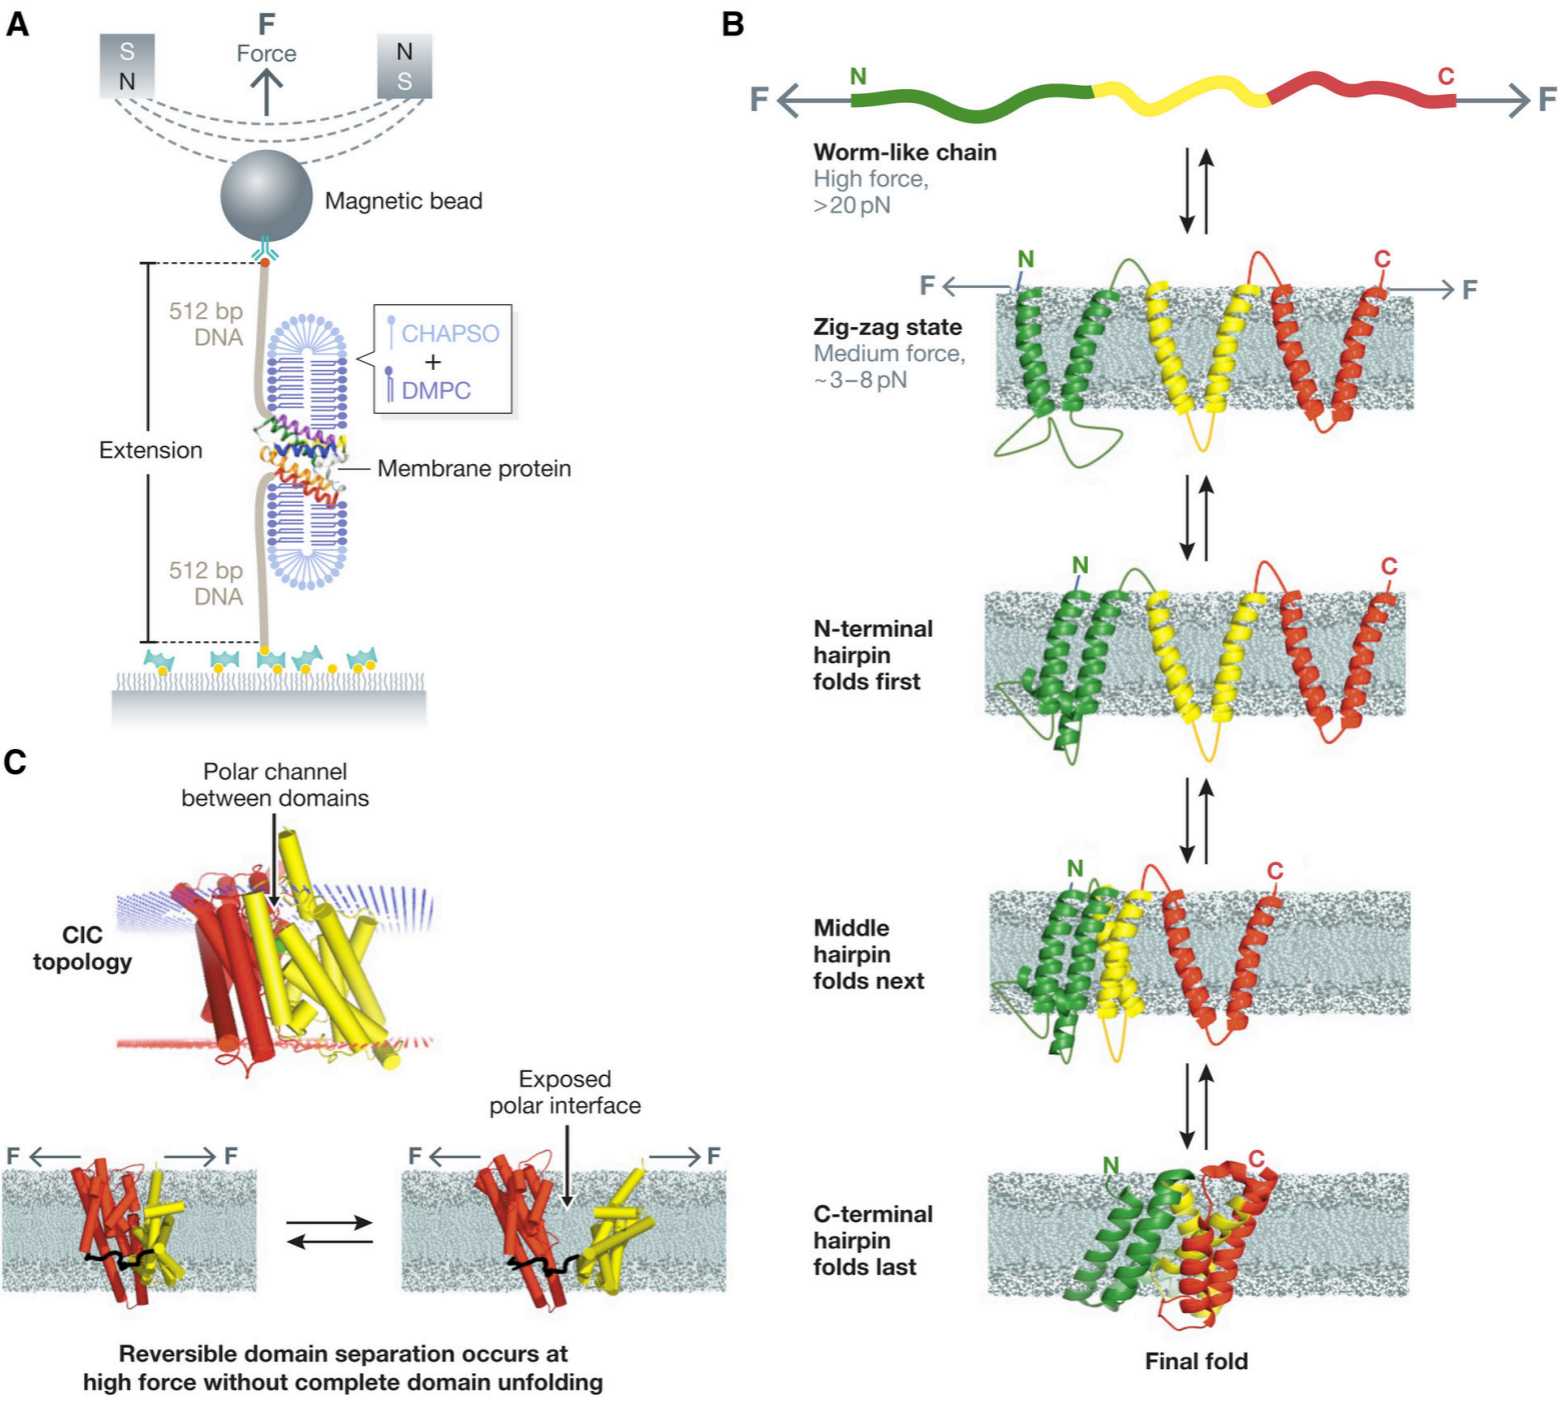 A
F
Force
S
N
N
S
Magnetic bead
512 bp
DNA
CHAPSO
+
DMPC
Extension
Membrane protein
512 bp
DNA
B
F
N
C
F
Worm-like chain
High force,
>20 pN
N
C
F
F
Zig-zag state
Medium force,
~3–8 pN
N
C
N-terminal
hairpin
folds first
N
C
Middle
hairpin
folds next
N
C
C-terminal
hairpin
folds last
Final fold
C
Polar channel
between domains
ClC
topology
Exposed
polar interface
F
F
F
F
Reversible domain separation occurs at
high force without complete domain unfolding